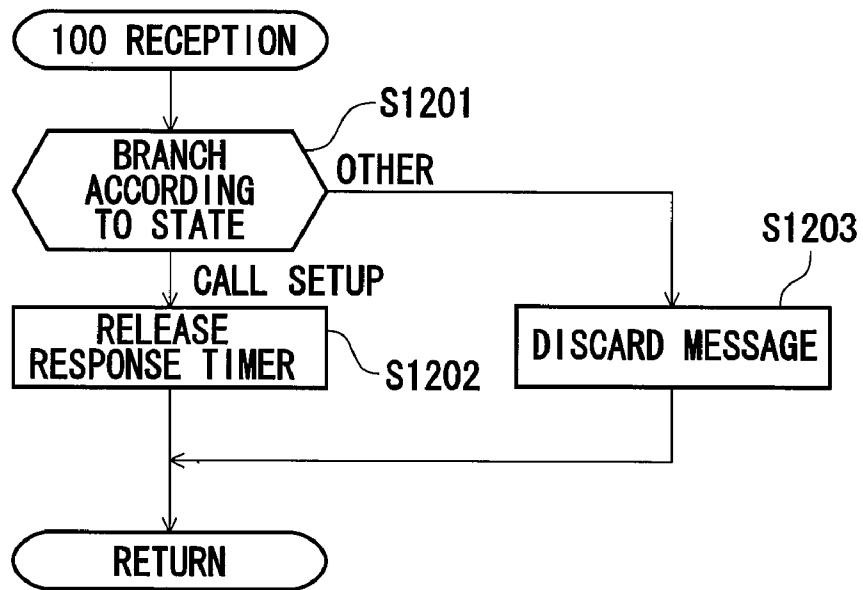 100 RECEPTION
S1201
BRANCH
ACCORDING
TO STATE
OTHER
S1203
CALL SETUP
RELEASE
RESPONSE TIMER
S1202
DISCARD MESSAGE
RETURN